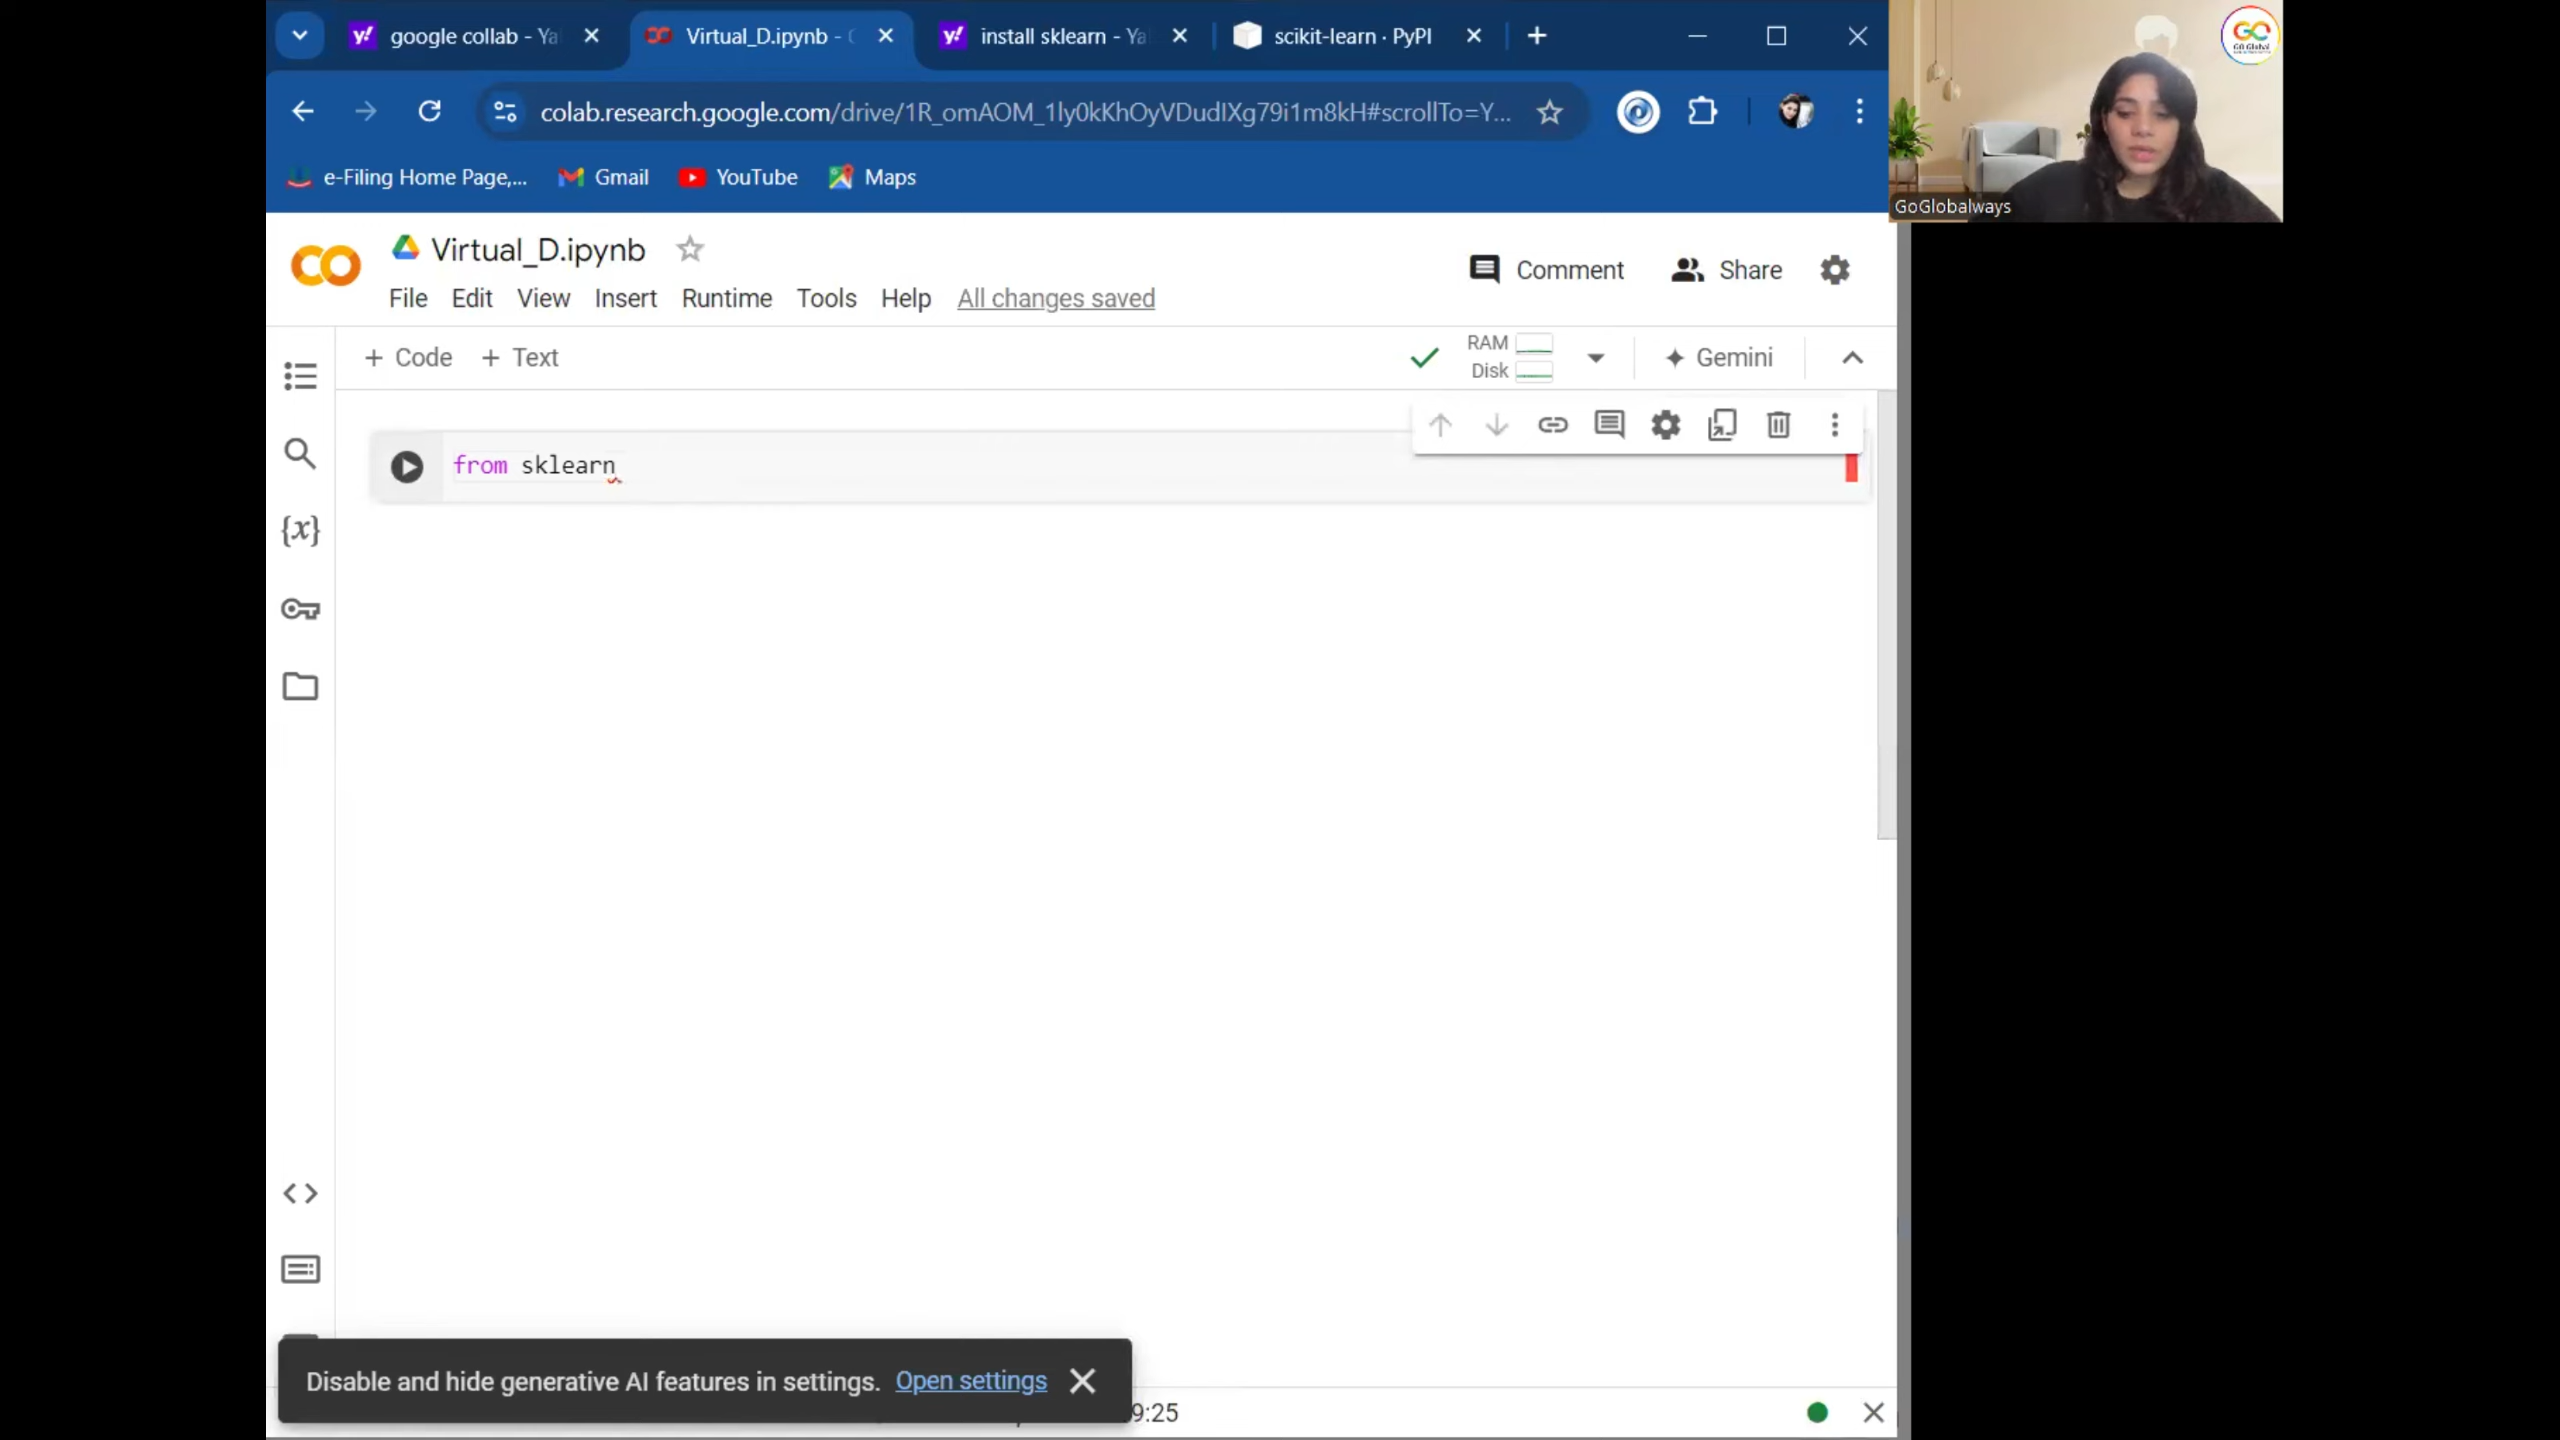 google collab - Ya
Virtual_D.ipynb - C
install sklearn - Ya
scikit-learn · PyPI
colab.research.google.com/drive/1R_omAOM_1ly0kKhOyVDudIXg79i1m8kH#scrollTo=Y...
e-Filing Home Page,...
Gmail
YouTube
Maps
GO Global
GoGlobalways
Virtual_D.ipynb
Comment
Share
File Edit View Insert Runtime Tools Help All changes saved
+ Code + Text
RAM
Disk
Gemini
from sklearn
Disable and hide generative AI features in settings. Open settings
9:25